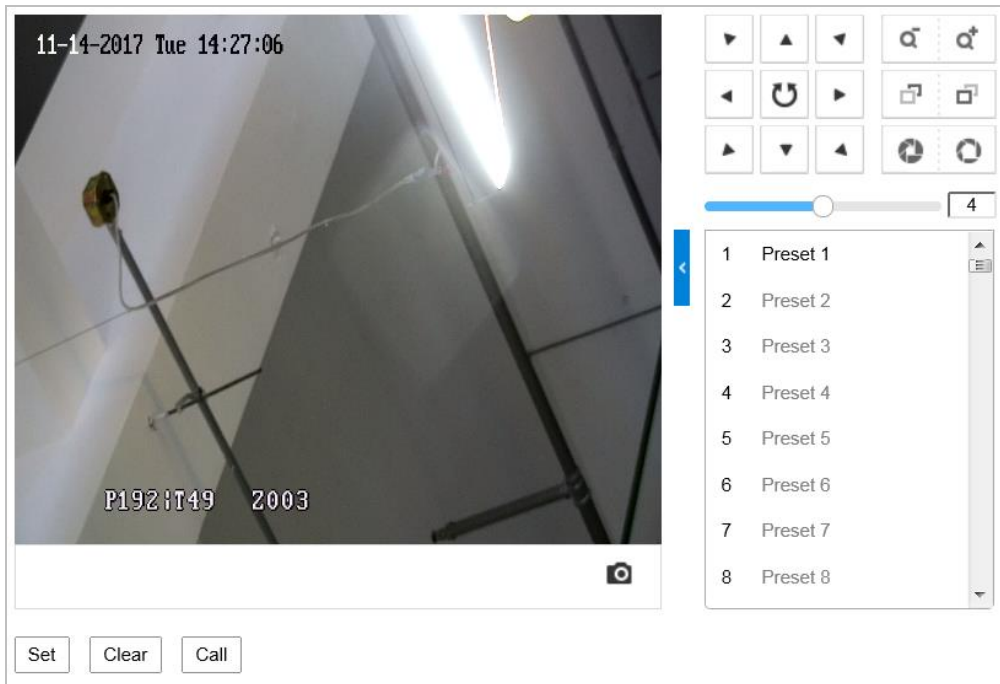 11-14-2017 Tue 14:27:06
P192|T49 Z003
4
1 Preset 1
2 Preset 2
3 Preset 3
4 Preset 4
5 Preset 5
6 Preset 6
7 Preset 7
8 Preset 8
Set Clear Call